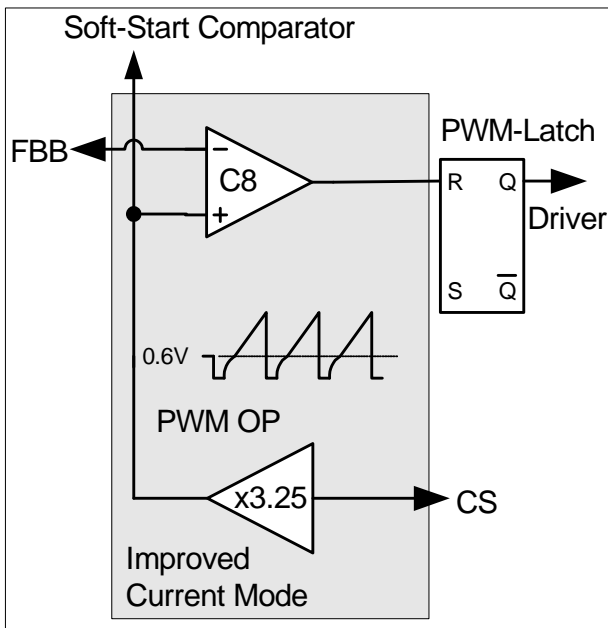 Soft-Start Comparator
FBB
PWM-Latch
C8
R Q
Driver
S Q
0.6V
PWM OP
x3.25
CS
Improved
Current Mode